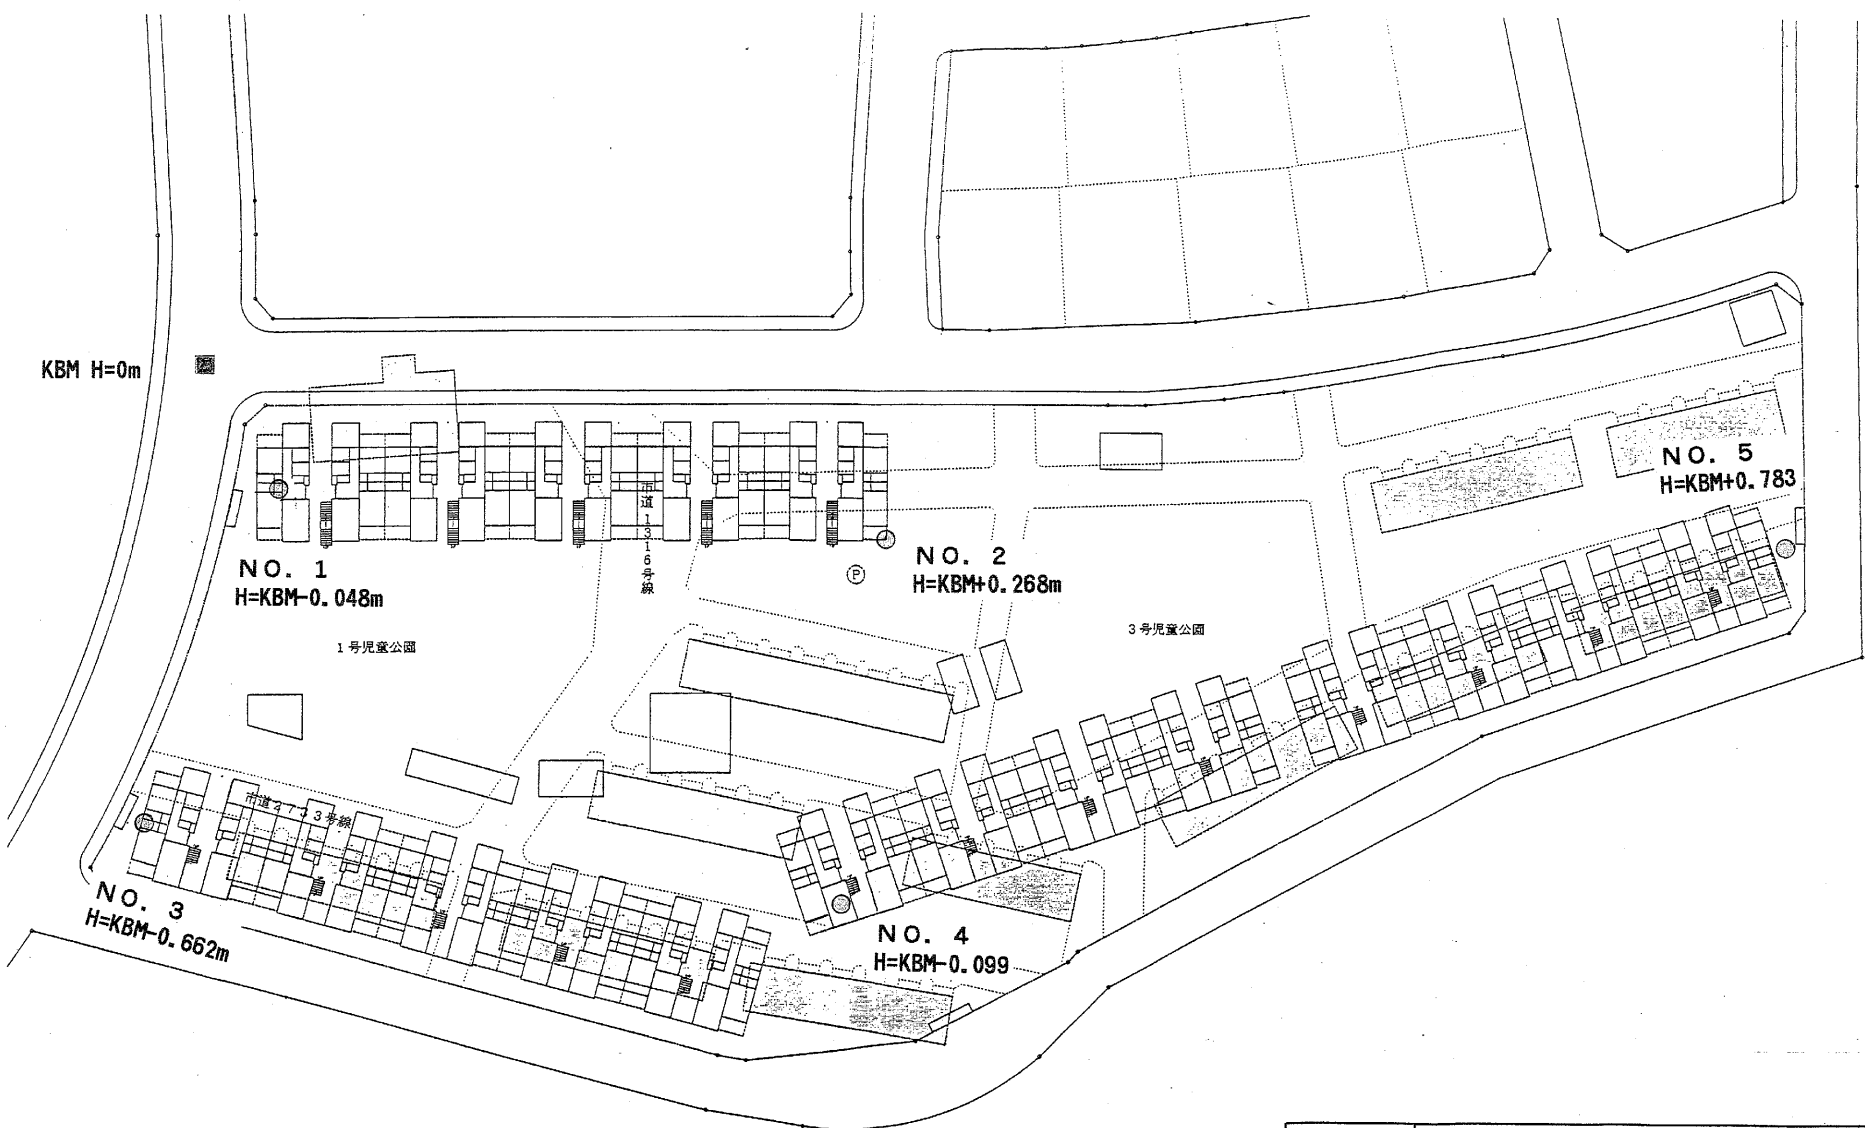 KBM H=0m
NO. 1
H=KBM-0.048m
市道1316号線
Ⓟ
NO. 2
H=KBM+0.268m
NO. 5
H=KBM+0.783
1号児童公園
3号児童公園
市道2733号線
NO. 3
H=KBM-0.662m
NO. 4
H=KBM-0.099